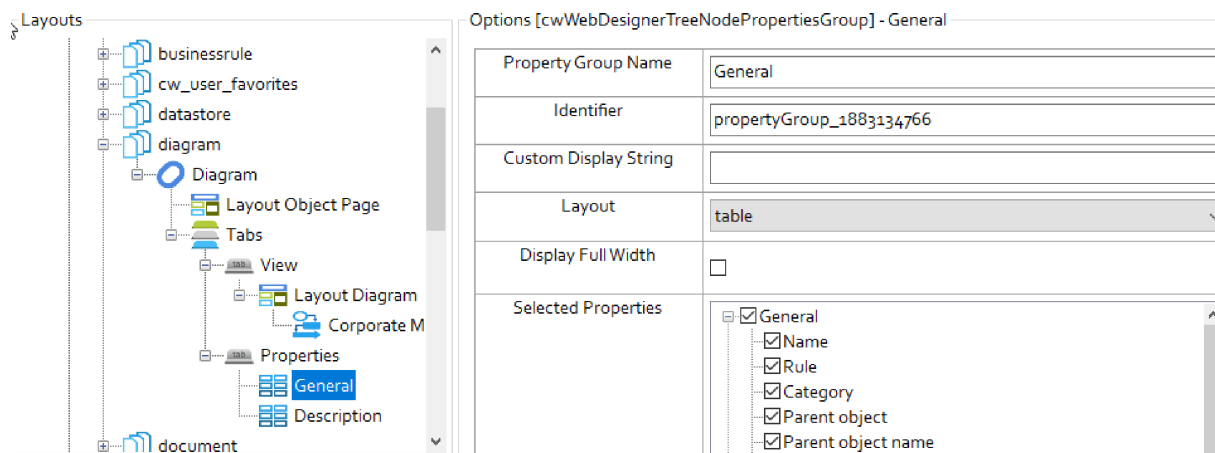 Layouts
businessrule
cw_user_favorites
datastore
diagram
Diagram
Layout Object Page
Tabs
tab View
Layout Diagram
Corporate M
tab Properties
General
Description
document
Options [cwWebDesignerTreeNodePropertiesGroup] - General
Property Group Name General
Identifier propertyGroup_1883134766
Custom Display String
Layout table
Display Full Width
Selected Properties
General
Name
Rule
Category
Parent object
Parent object name